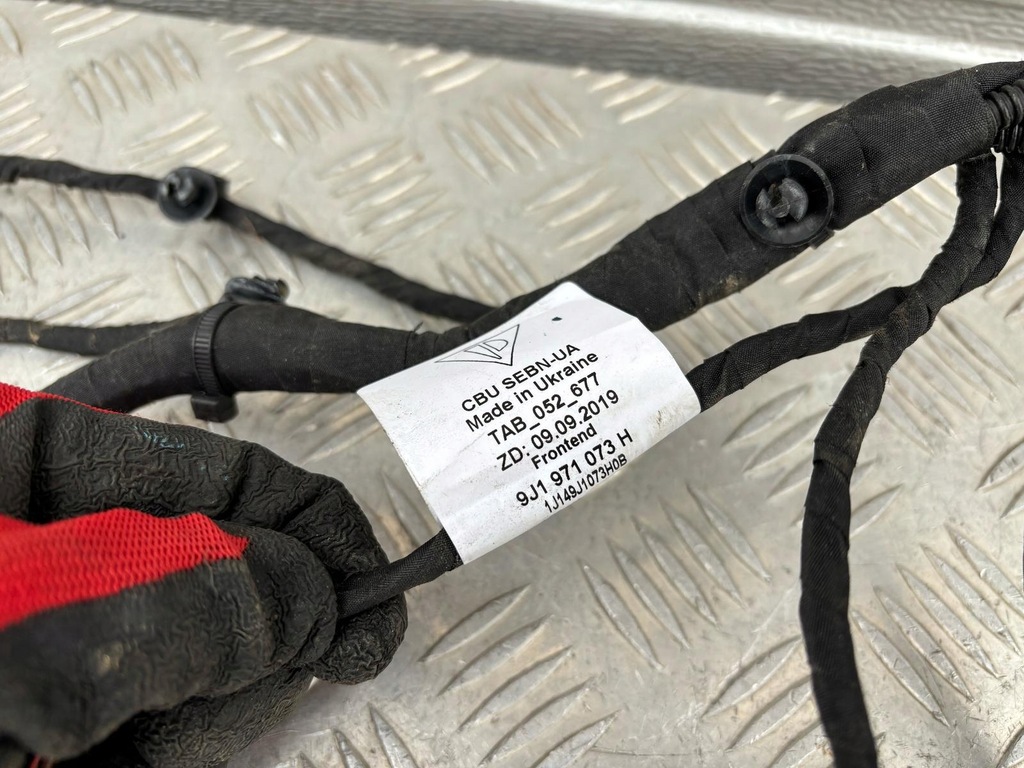 CBU SEBN-UA
Made in Ukraine
TAB_052_677
ZD: 09.09.2019
Frontend
9J1 971 073 H
1J149J1073H0B